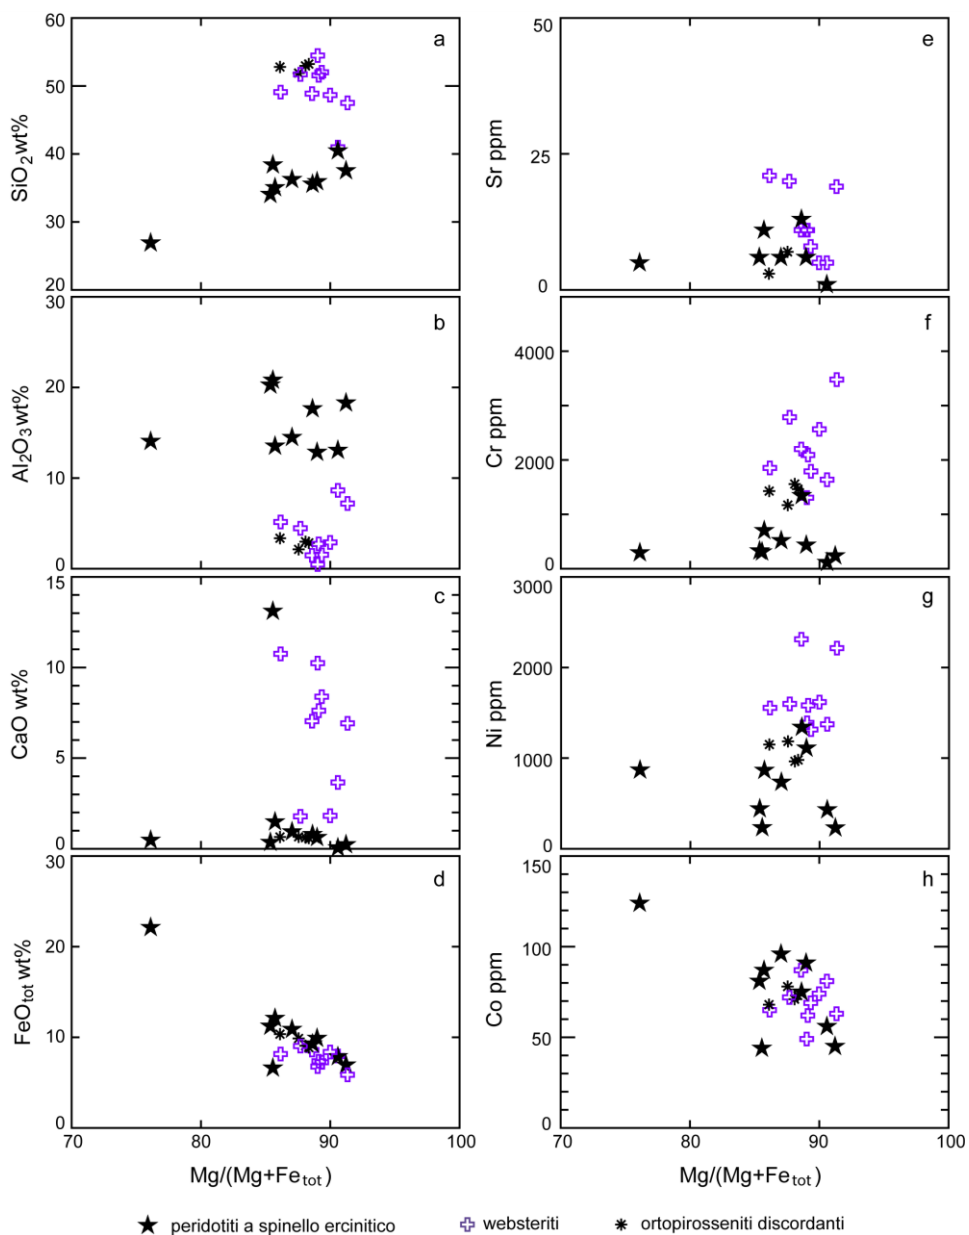 60
50
40
30
20
SiO2 wt%
a
30
20
10
0
Al2O3 wt%
b
15
10
5
0
CaO wt%
c
30
20
10
0
FeOtot wt%
d
70
80
90
100
Mg/(Mg+Fetot)
50
25
0
Sr ppm
e
4000
2000
0
Cr ppm
f
3000
2000
1000
0
Ni ppm
g
150
100
50
0
Co ppm
h
70
80
90
100
Mg/(Mg+Fetot)
peridotiti a spinello ercinitico
websteriti
ortopirosseniti discordanti